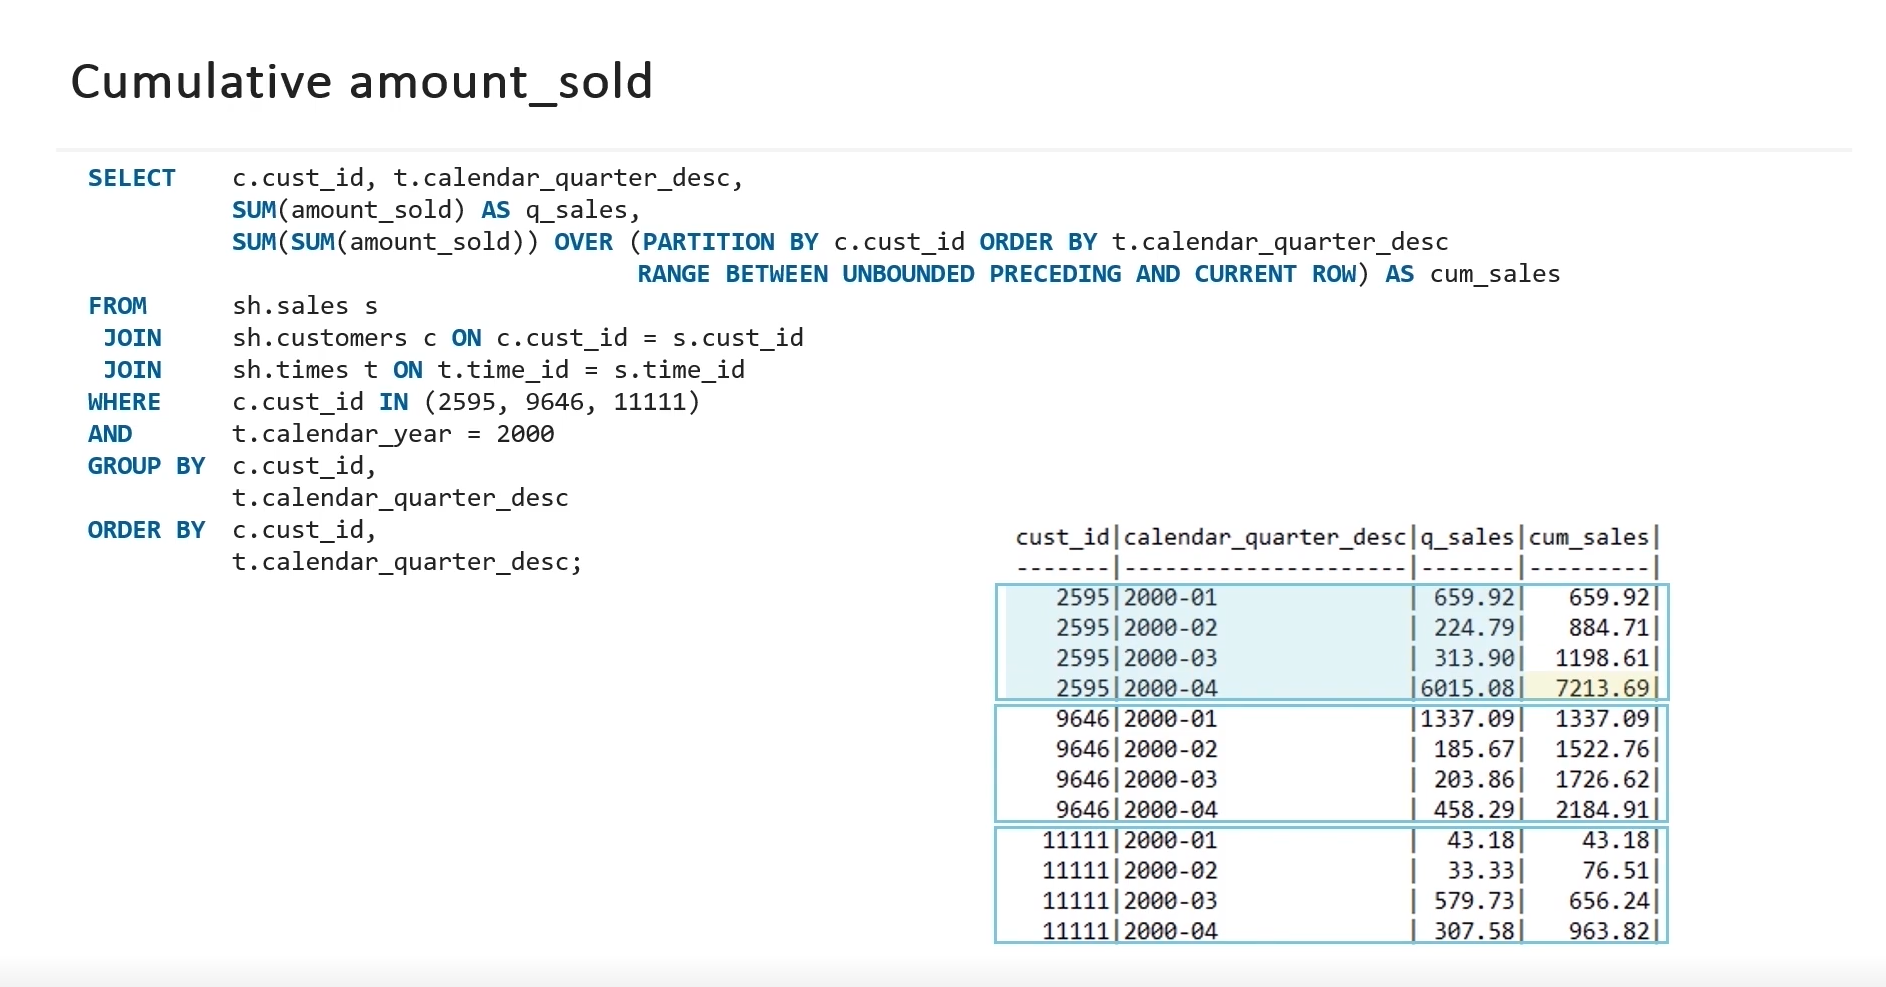 Cumulative amount_sold
SELECT c.cust_id, t.calendar_quarter_desc,
SUM(amount_sold) AS q_sales,
SUM(SUM(amount_sold)) OVER (PARTITION BY c.cust_id ORDER BY t.calendar_quarter_desc
RANGE BETWEEN UNBOUNDED PRECEDING AND CURRENT ROW) AS cum_sales
FROM sh.sales s
JOIN sh.customers c ON c.cust_id = s.cust_id
JOIN sh.times t ON t.time_id = s.time_id
WHERE c.cust_id IN (2595, 9646, 11111)
AND t.calendar_year = 2000
GROUP BY c.cust_id,
t.calendar_quarter_desc
ORDER BY c.cust_id,
t.calendar_quarter_desc;
cust_id|calendar_quarter_desc|q_sales|cum_sales|
-------|---------------------|-------|---------|
2595|2000-01 | 659.92| 659.92|
2595|2000-02 | 224.79| 884.71|
2595|2000-03 | 313.90| 1198.61|
2595|2000-04 |6015.08| 7213.69|
9646|2000-01 |1337.09| 1337.09|
9646|2000-02 | 185.67| 1522.76|
9646|2000-03 | 203.86| 1726.62|
9646|2000-04 | 458.29| 2184.91|
11111|2000-01 | 43.18| 43.18|
11111|2000-02 | 33.33| 76.51|
11111|2000-03 | 579.73| 656.24|
11111|2000-04 | 307.58| 963.82|